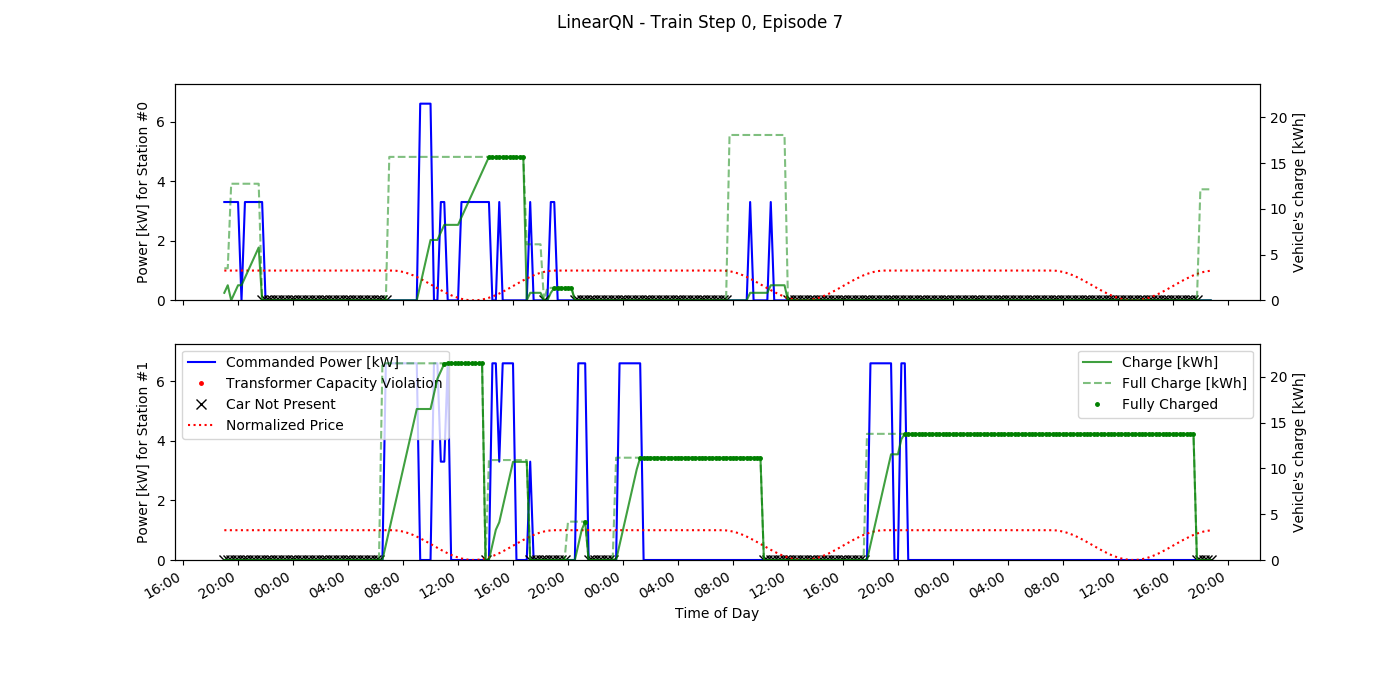 LinearQN - Train Step 0, Episode 7
Power [kW] for Station #0
0
2
4
6
0
5
10
15
20
Vehicle's charge [kWh]
Power [kW] for Station #1
0
2
4
6
Commanded Power [kW]
Transformer Capacity Violation
Car Not Present
Normalized Price
Charge [kWh]
Full Charge [kWh]
Fully Charged
0
5
10
15
20
Vehicle's charge [kWh]
16:00 20:00 00:00 04:00 08:00 12:00 16:00 20:00 00:00 04:00 08:00 12:00 16:00 20:00 00:00 04:00 08:00 12:00 16:00 20:00
Time of Day